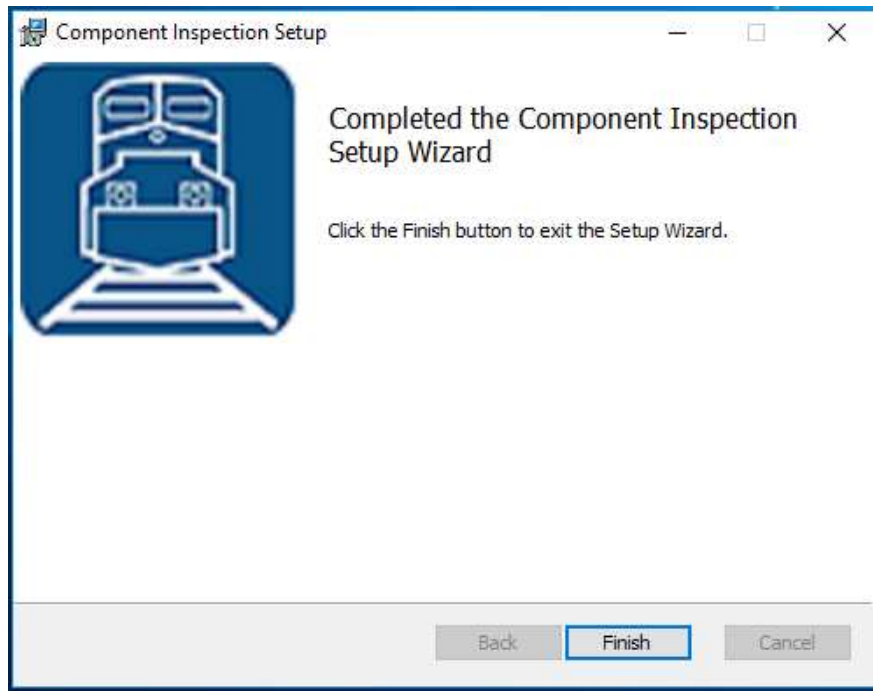 Component Inspection Setup
Completed the Component Inspection
Setup Wizard
Click the Finish button to exit the Setup Wizard.
Back Finish Cancel